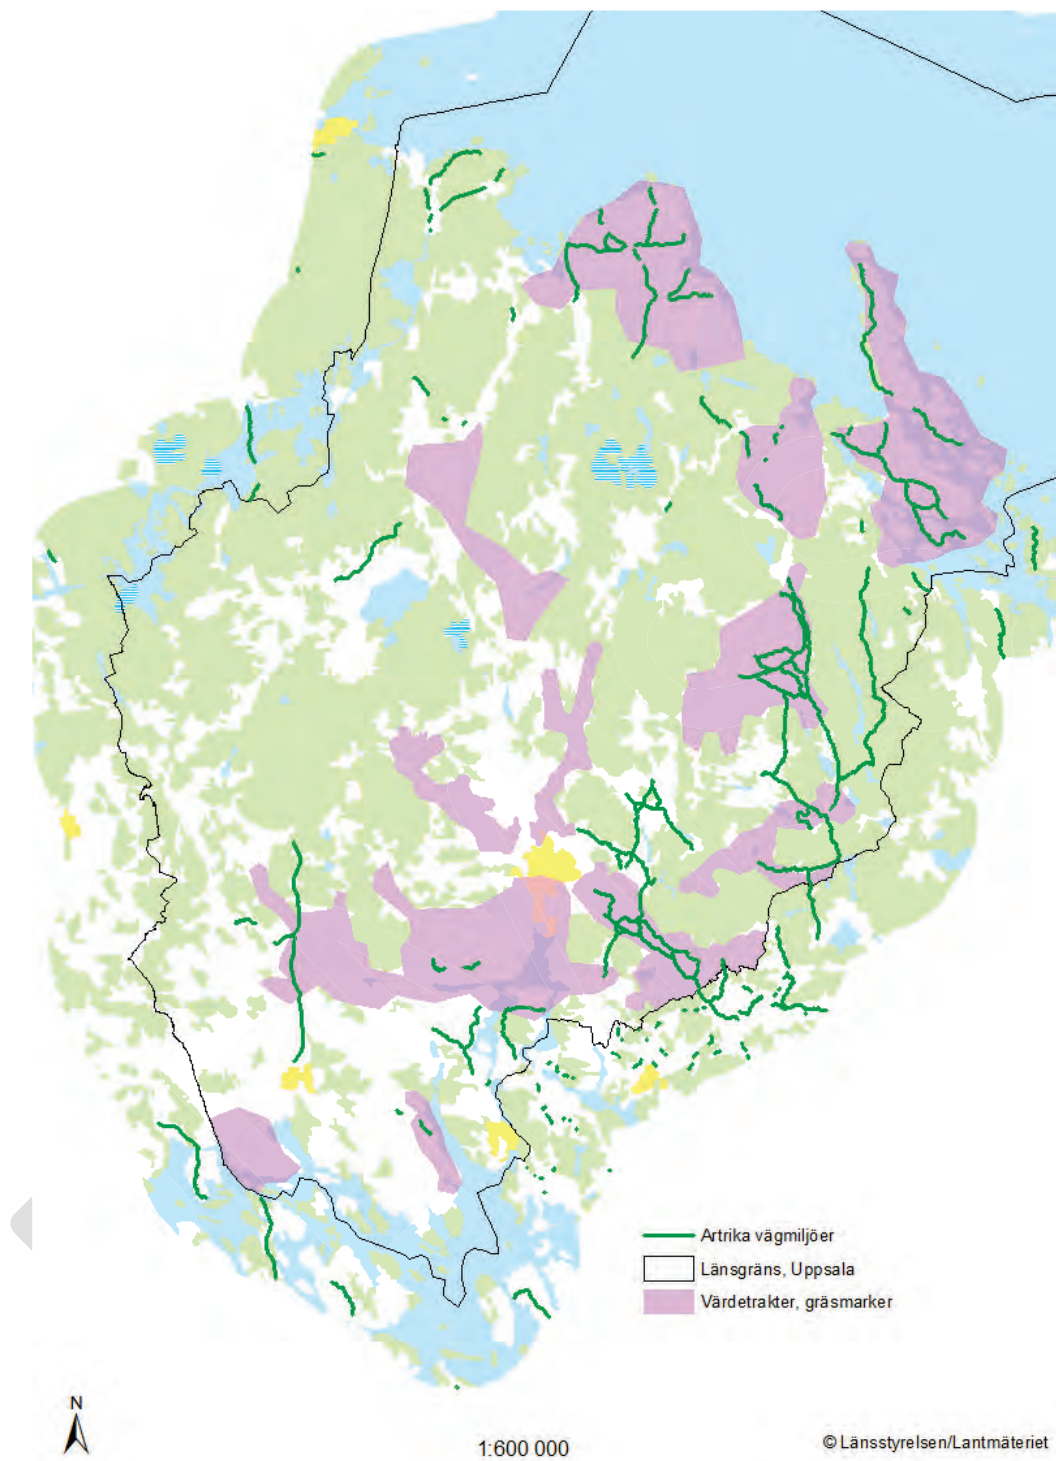 Artrika vägmiljöer
Länsgräns, Uppsala
Värdetrakter, gräsmarker
N
1:600 000
© Länsstyrelsen/Lantmäteriet